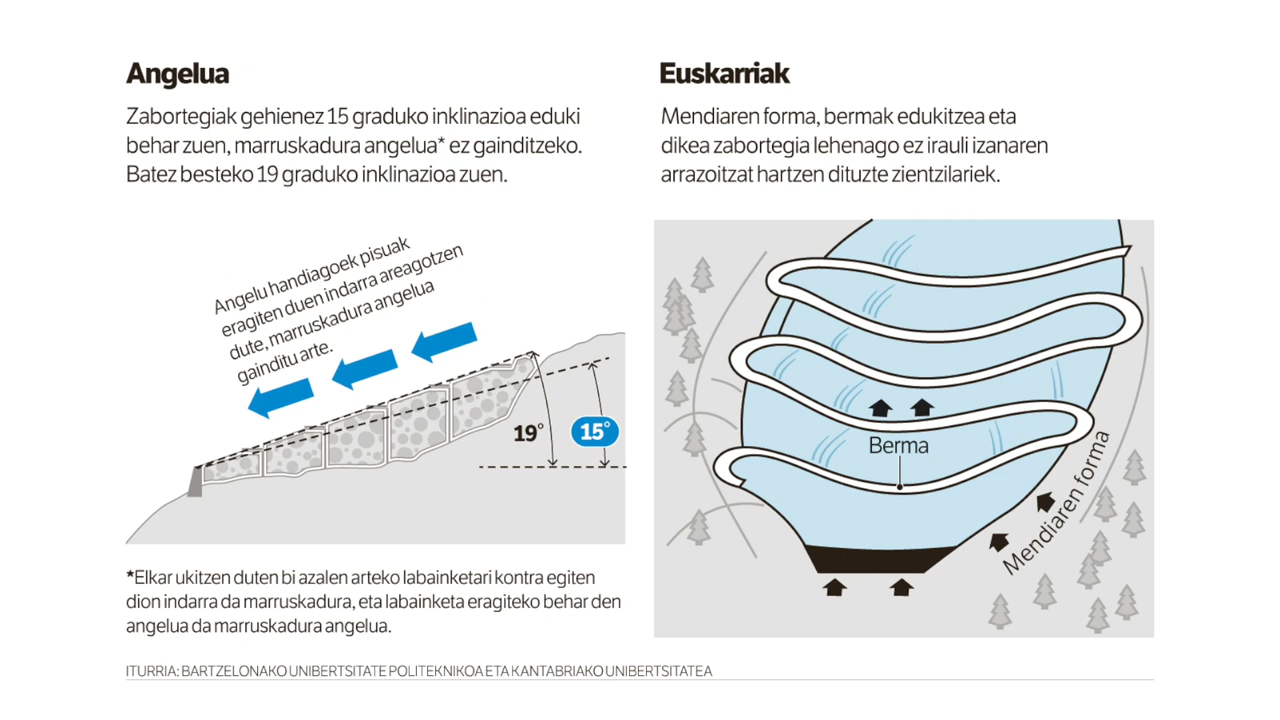 Angelua
Zabortegiak gehienez 15 graduko inklinazioa eduki
behar zuen, marruskadura angelua* ez gainditzeko.
Batez besteko 19 graduko inklinazioa zuen.
Angelu handiagoek pisuak
eragiten duen indarra areagotzen
dute, marruskadura angelua
gainditu arte.
19°
15°
*Elkar ukitzen duten bi azalen arteko labainketari kontra egiten
dion indarra da marruskadura, eta labainketa eragiteko behar den
angelua da marruskadura angelua.
Euskarriak
Mendiaren forma, bermak edukitzea eta
dikea zabortegia lehenago ez irauli izanaren
arrazoitzat hartzen dituzte zientzilariek.
Berma
Mendiaren forma
ITURRIA: BARTZELONAKO UNIBERTSITATE POLITEKNIKOA ETA KANTABRIAKO UNIBERTSITATEA